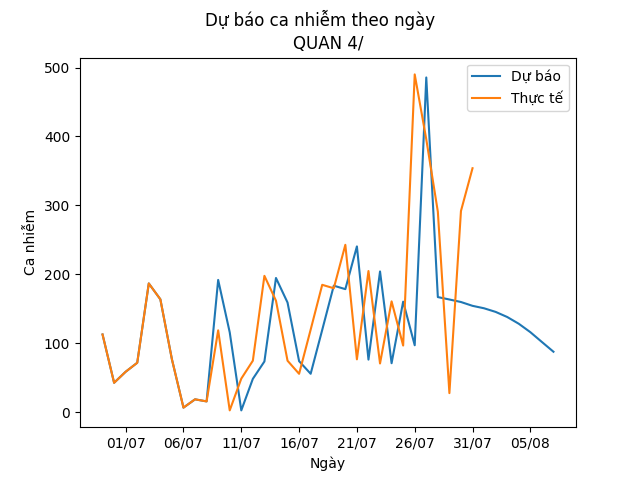 Dự báo ca nhiễm theo ngày
QUAN 4/
Dự báo
Thực tế
Ca nhiễm
500
400
300
200
100
0
01/07 06/07 11/07 16/07 21/07 26/07 31/07 05/08
Ngày